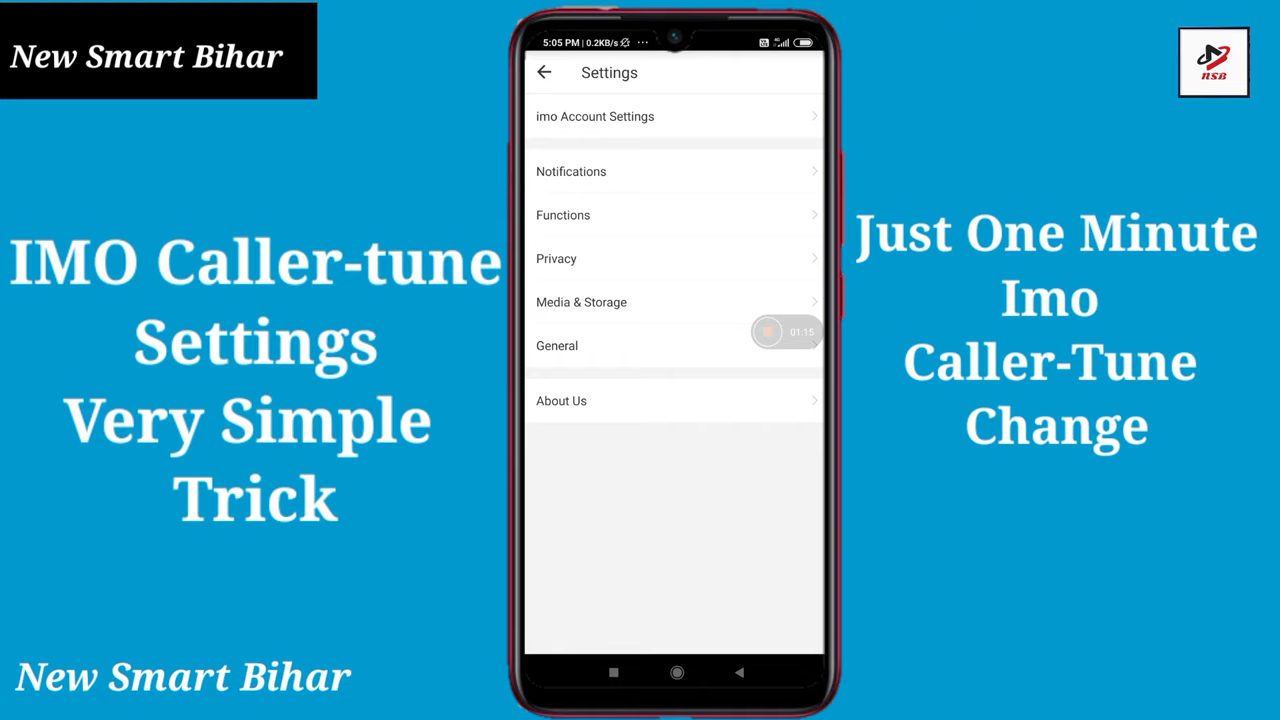 New Smart Bihar
NSB
5:05 PM | 0.2KB/s ...
Settings
imo Account Settings
Notifications
Functions
Privacy
Media & Storage
01:15
General
About Us
IMO Caller-tune
Settings
Very Simple
Trick
Just One Minute
Imo
Caller-Tune
Change
New Smart Bihar